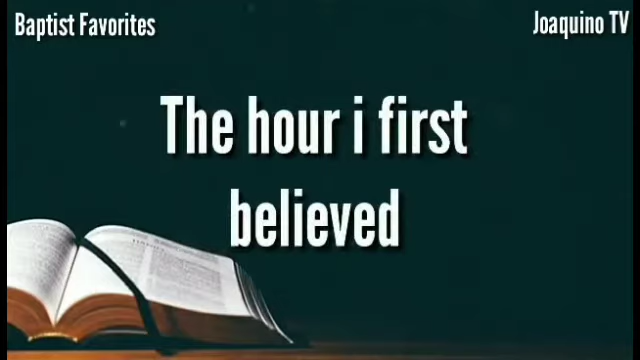 Baptist Favorites
Joaquino TV
The hour i first
believed